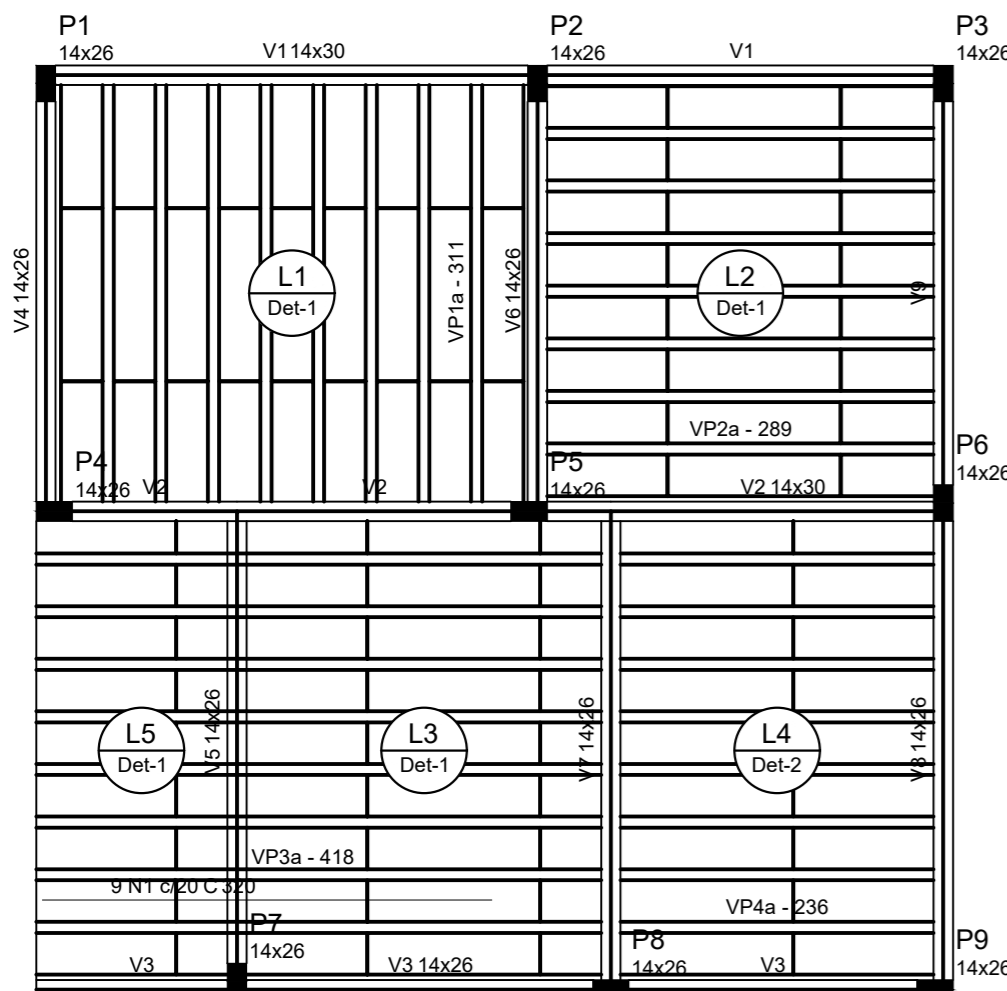 P1
14x26
V1 14x30
P2
14x26
V1
P3
14x26
V4 14x26
L1
Det-1
VP1a - 311
V6 14x26
L2
Det-1
V9
VP2a - 289
P4
14x26
V2
V2
P5
14x26
V2 14x30
P6
14x26
L5
Det-1
V5 14x26
L3
Det-1
V7 14x26
L4
Det-2
V8 14x26
VP3a - 418
9 N1 c/20 C 320
VP4a - 236
P7
14x26
P8
14x26
P9
14x26
V3
V3 14x26
V3